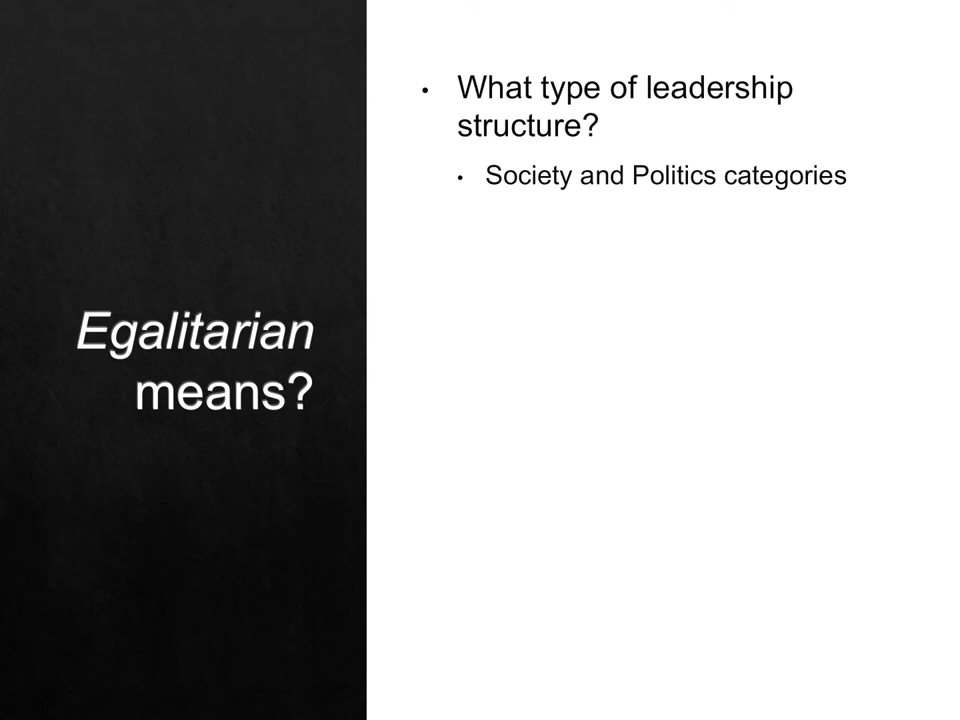 Egalitarian
means?
• What type of leadership
structure?
• Society and Politics categories